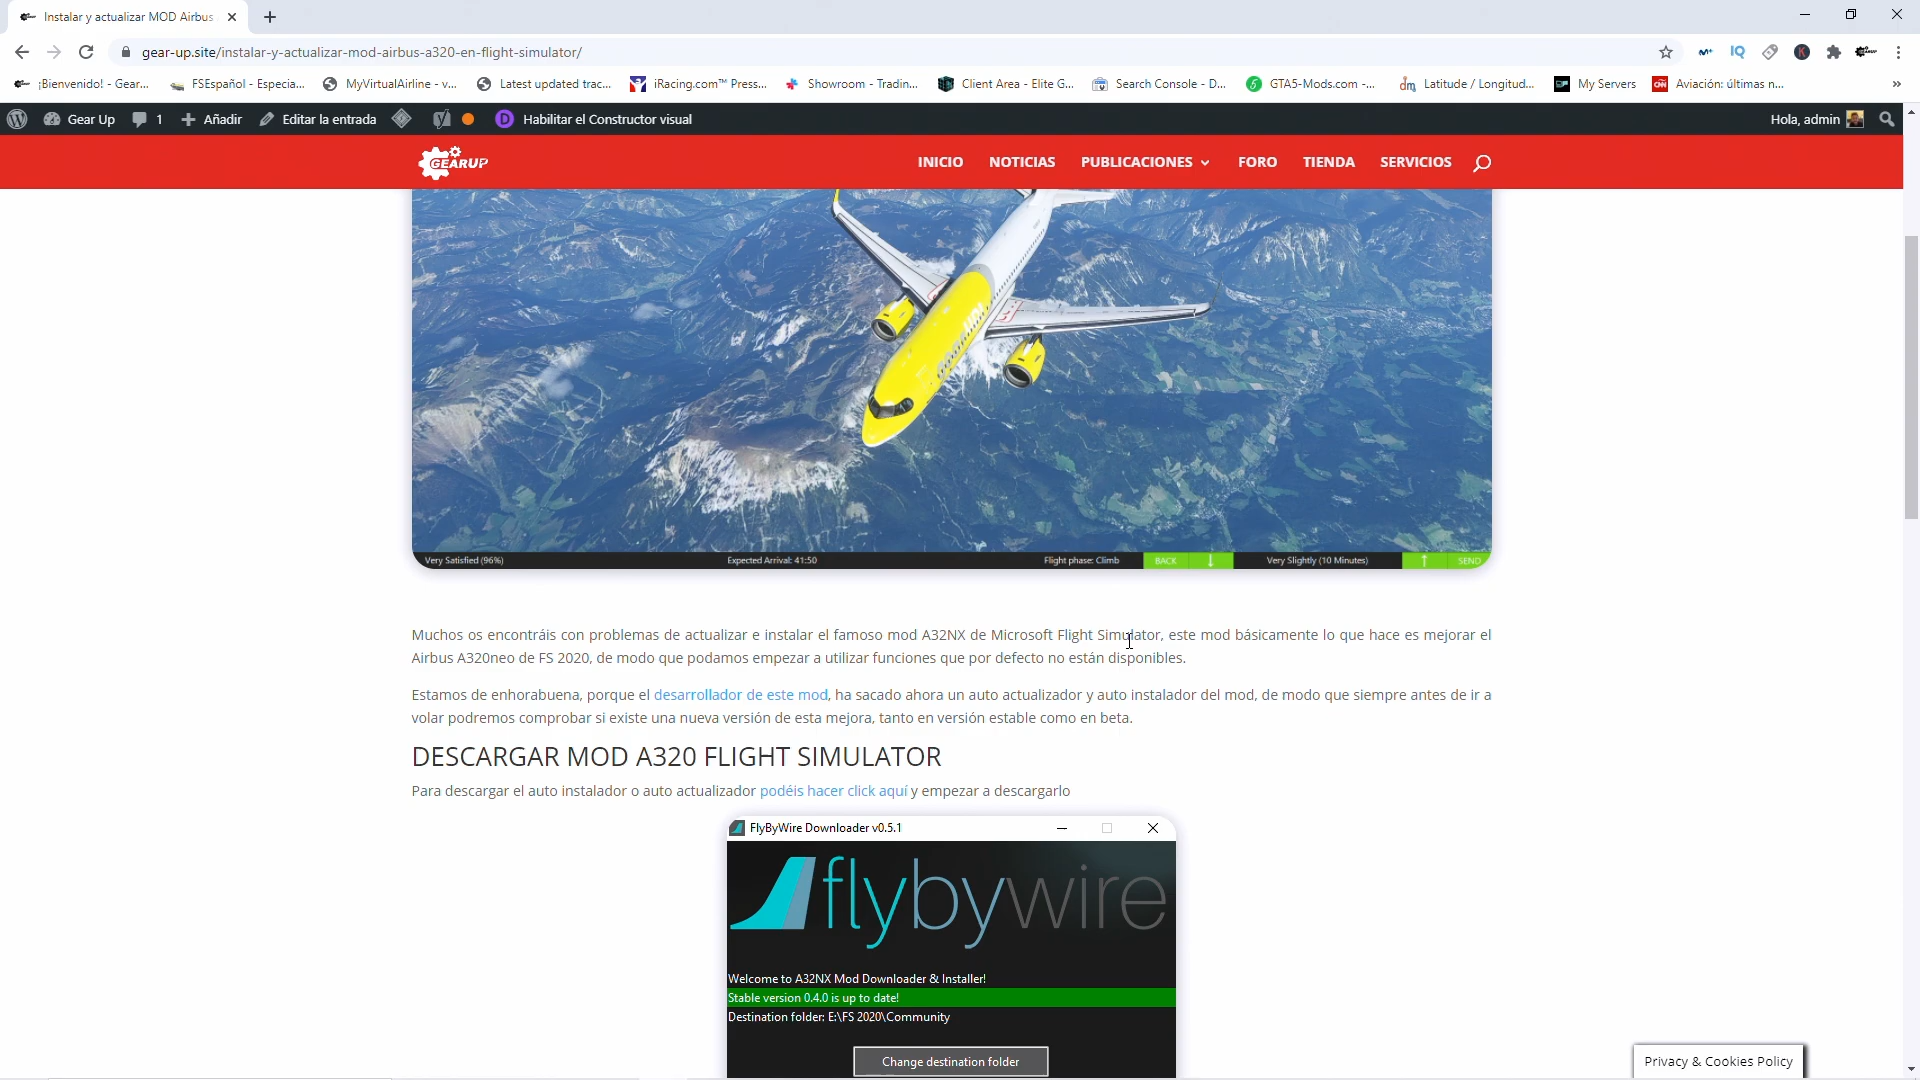 Instalar y actualizar MOD Airbus
gear-up.site/instalar-y-actualizar-mod-airbus-a320-en-flight-simulator/
¡Bienvenido! - Gear...
FSEspañol - Especia...
MyVirtualAirline - v...
Latest updated trac...
iRacing.com™ Press...
Showroom - Tradin...
Client Area - Elite G...
Search Console - D...
GTA5-Mods.com -...
Latitude / Longitud...
My Servers
Aviación: últimas n...
»
Gear Up
1
Añadir
Editar la entrada
Habilitar el Constructor visual
Hola, admin
GEARUP
INICIO
NOTICIAS
PUBLICACIONES
FORO
TIENDA
SERVICIOS
Very Satisfied (96%)
Expected Arrival: 41:50
Flight phase: Climb
BACK
Very Slightly (10 Minutes)
SEND
Muchos os encontráis con problemas de actualizar e instalar el famoso mod A32NX de Microsoft Flight Simulator, este mod básicamente lo que hace es mejorar el
Airbus A320neo de FS 2020, de modo que podamos empezar a utilizar funciones que por defecto no están disponibles.
Estamos de enhorabuena, porque el desarrollador de este mod, ha sacado ahora un auto actualizador y auto instalador del mod, de modo que siempre antes de ir a
volar podremos comprobar si existe una nueva versión de esta mejora, tanto en versión estable como en beta.
DESCARGAR MOD A320 FLIGHT SIMULATOR
Para descargar el auto instalador o auto actualizador podéis hacer click aquí y empezar a descargarlo
FlyByWire Downloader v0.5.1
flybywire
Welcome to A32NX Mod Downloader & Installer!
Stable version 0.4.0 is up to date!
Destination folder: E:\FS 2020\Community
Change destination folder
Privacy & Cookies Policy